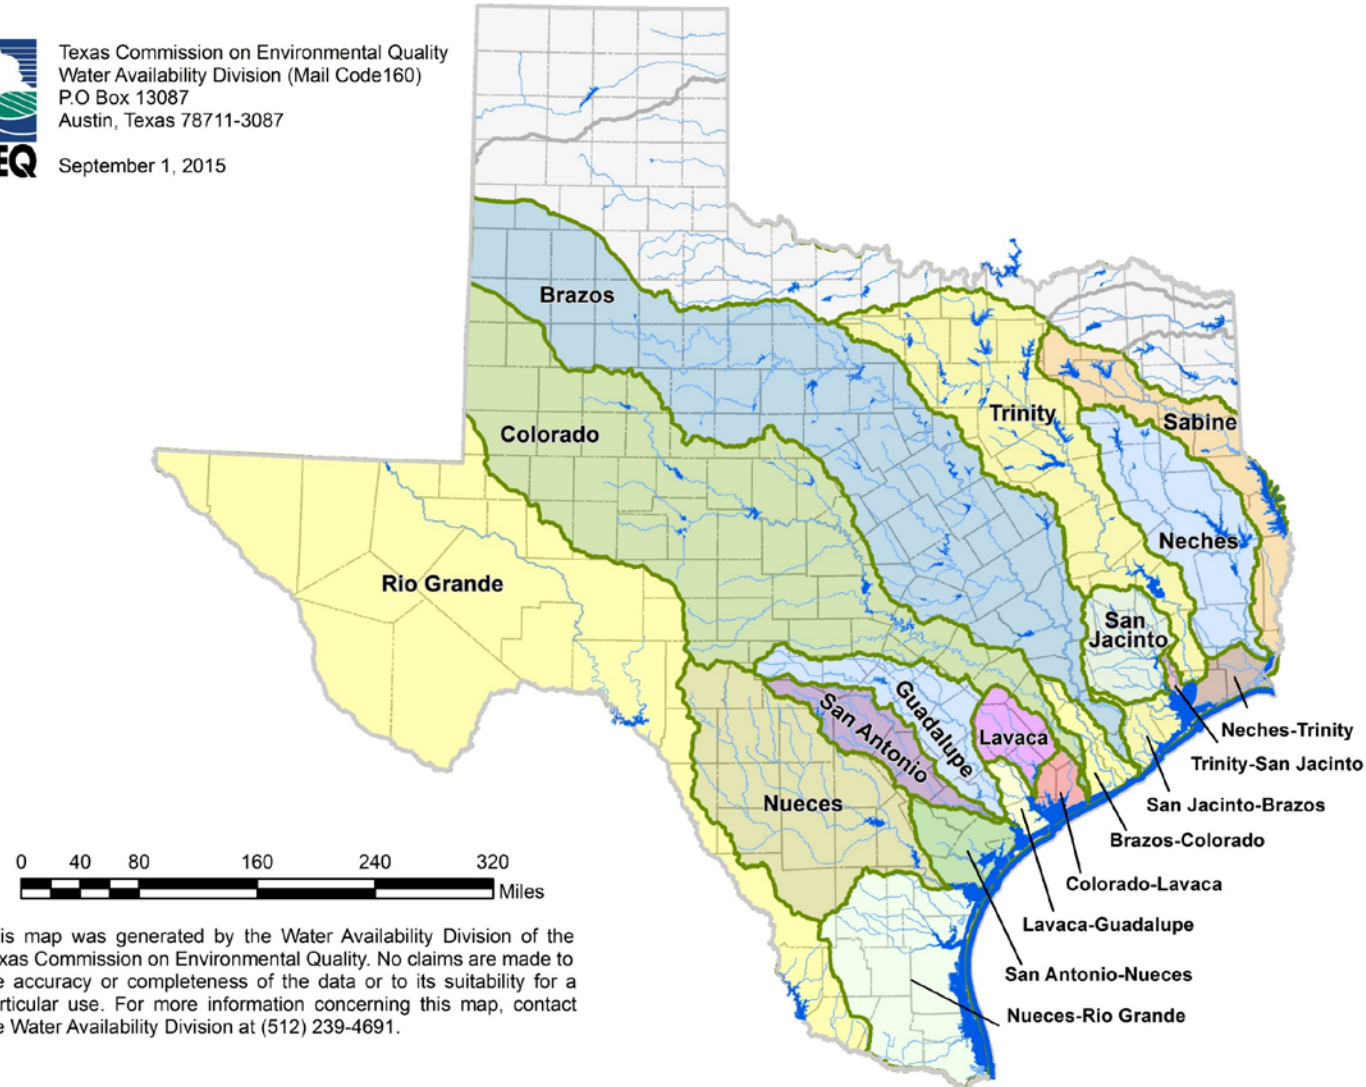 Texas Commission on Environmental Quality
Water Availability Division (Mail Code160)
P.O Box 13087
Austin, Texas 78711-3087
EQ
September 1, 2015
Brazos
Trinity
Sabine
Colorado
Neches
Rio Grande
San
Jacinto
Guadalupe
San Antonio
Lavaca
Nueces
Neches-Trinity
Trinity-San Jacinto
San Jacinto-Brazos
Brazos-Colorado
Colorado-Lavaca
Lavaca-Guadalupe
San Antonio-Nueces
Nueces-Rio Grande
0 40 80 160 240 320
Miles
is map was generated by the Water Availability Division of the
xas Commission on Environmental Quality. No claims are made to
e accuracy or completeness of the data or to its suitability for a
rticular use. For more information concerning this map, contact
e Water Availability Division at (512) 239-4691.